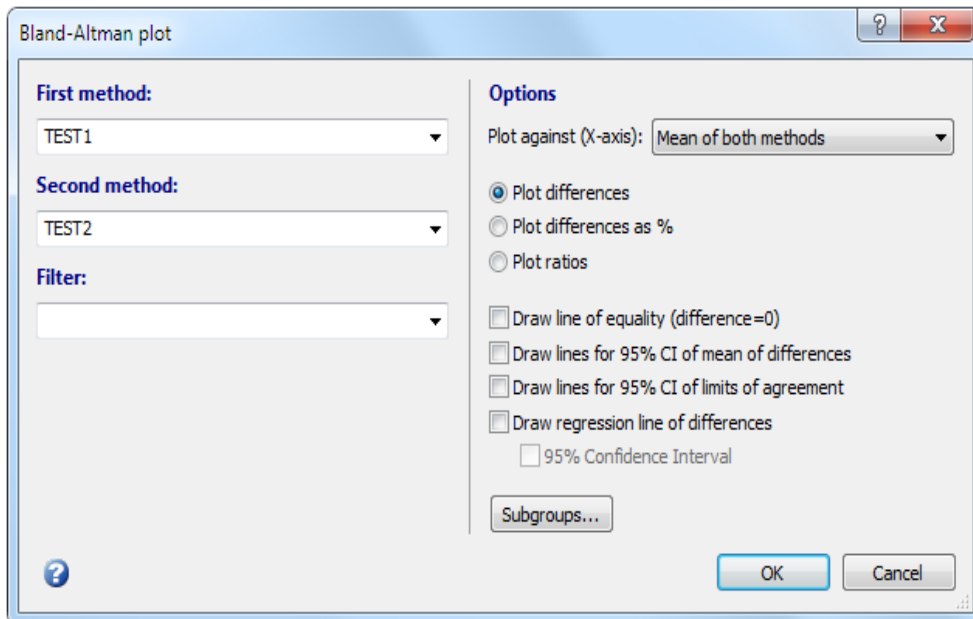 Bland-Altman plot
First method:
TEST1
Second method:
TEST2
Filter:
Options
Plot against (X-axis): Mean of both methods
Plot differences
Plot differences as %
Plot ratios
Draw line of equality (difference=0)
Draw lines for 95% CI of mean of differences
Draw lines for 95% CI of limits of agreement
Draw regression line of differences
95% Confidence Interval
Subgroups...
OK
Cancel